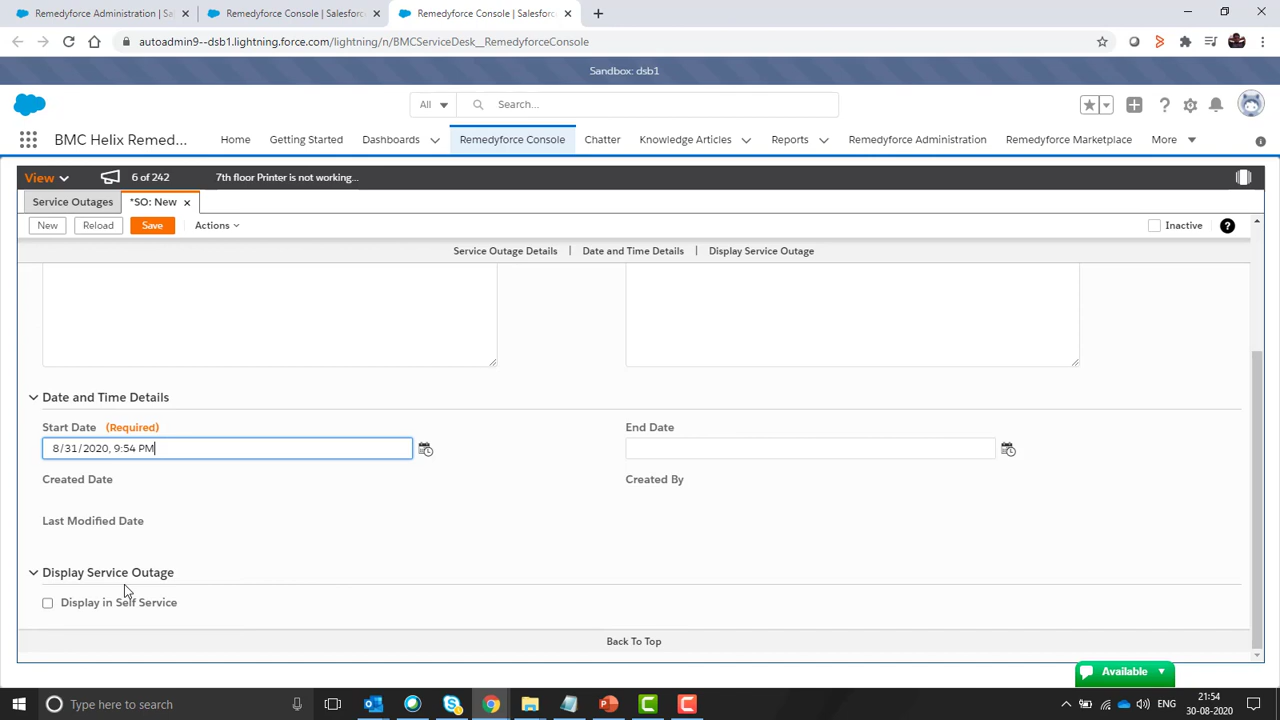 Remedyforce Administration | Sa
Remedyforce Console | Salesforc
Remedyforce Console | Salesforc
autoadmin9--dsb1.lightning.force.com/lightning/n/BMCServiceDesk__RemedyforceConsole
Sandbox: dsb1
All
Search...
BMC Helix Remed...
Home
Getting Started
Dashboards
Remedyforce Console
Chatter
Knowledge Articles
Reports
Remedyforce Administration
Remedyforce Marketplace
More
View
6 of 242
7th floor Printer is not working...
Service Outages
*SO: New
New
Reload
Save
Actions
Inactive
Service Outage Details | Date and Time Details | Display Service Outage
Date and Time Details
Start Date (Required)
End Date
8/31/2020, 9:54 PM
Created Date
Created By
Last Modified Date
Display Service Outage
Display in Self Service
Back To Top
Available
Type here to search
ENG
21:54
30-08-2020